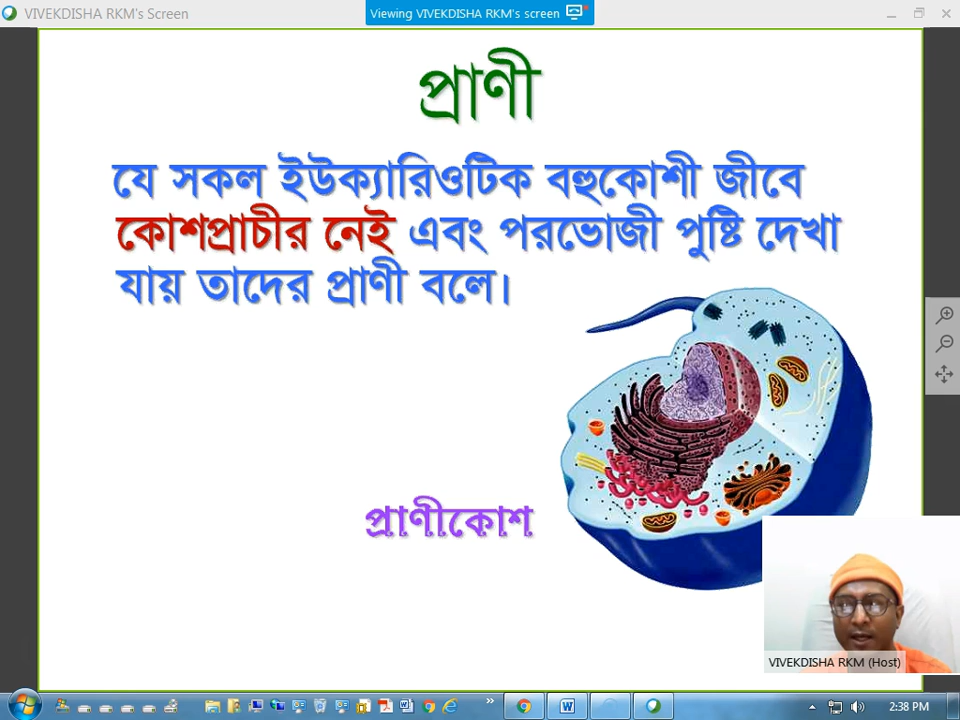 VIVEKDISHA RKM's Screen
Viewing VIVEKDISHA RKM's screen
প্রাণী
যে সকল ইউক্যারিওটিক বহুকোশী জীবে
কোশপ্রাচীর নেই এবং পরভোজী পুষ্টি দেখা
যায় তাদের প্রাণী বলে।
প্রাণীকোশ
VIVEKDISHA RKM (Host)
2:38 PM